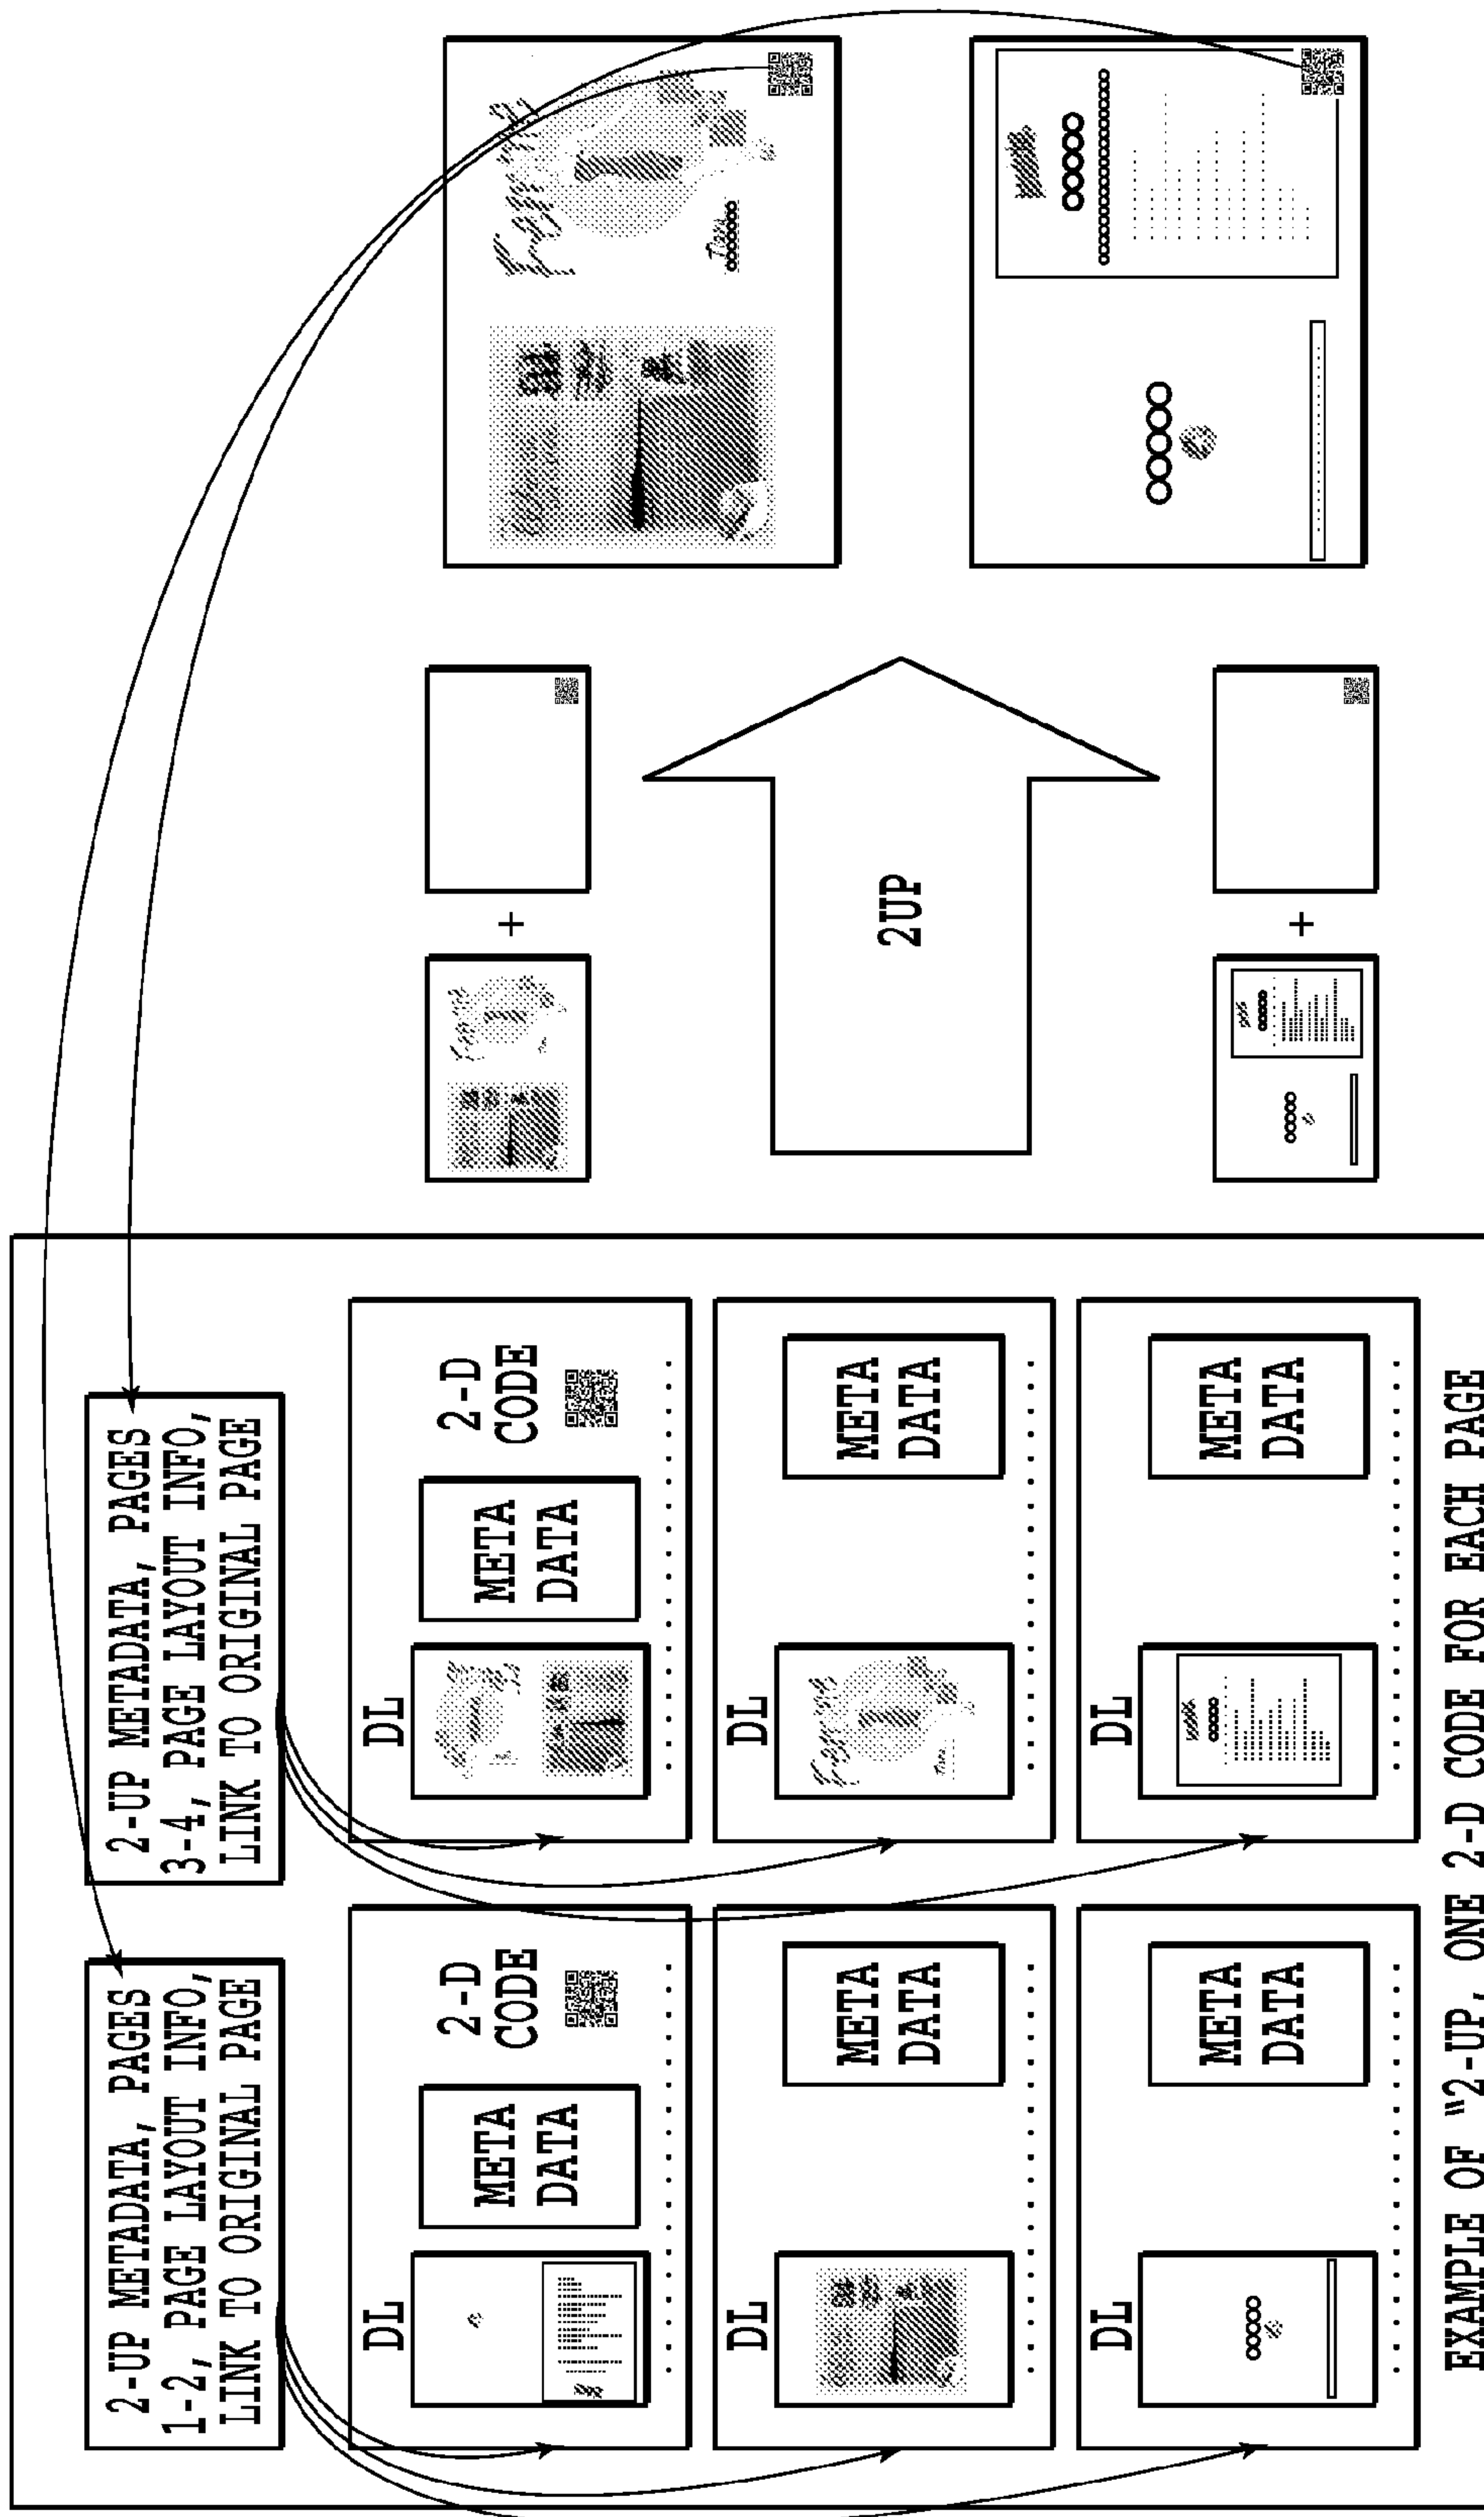 2-UP METADATA, PAGES
1-2, PAGE LAYOUT INFO,
LINK TO ORIGINAL PAGE
2-UP METADATA, PAGES
3-4, PAGE LAYOUT INFO,
LINK TO ORIGINAL PAGE
DL
META
DATA
2-D
CODE
DL
META
DATA
2-D
CODE
DL
META
DATA
DL
META
DATA
DL
META
DATA
DL
META
DATA
+
2UP
+
EXAMPLE OF "2-UP, ONE 2-D CODE FOR EACH PAGE